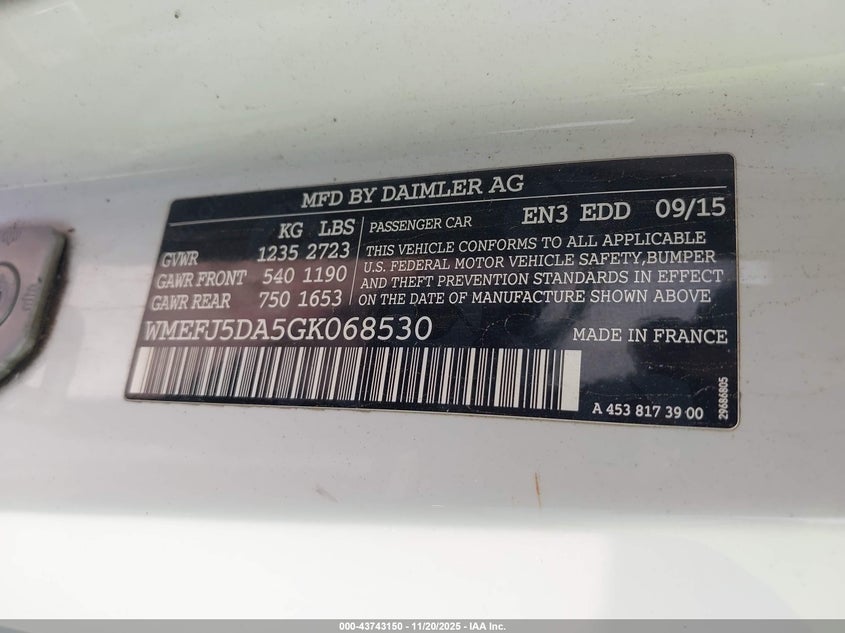 MFD BY DAIMLER AG
KG LBS
GVWR 1235 2723
GAWR FRONT 540 1190
GAWR REAR 750 1653
PASSENGER CAR EN3 EDD 09/15
THIS VEHICLE CONFORMS TO ALL APPLICABLE
U.S. FEDERAL MOTOR VEHICLE SAFETY,BUMPER
AND THEFT PREVENTION STANDARDS IN EFFECT
ON THE DATE OF MANUFACTURE SHOWN ABOVE
WMEFJ5DA5GK068530 MADE IN FRANCE
A 453 817 39 00
29686805
000-43743150 - 11/20/2025 - IAA Inc.